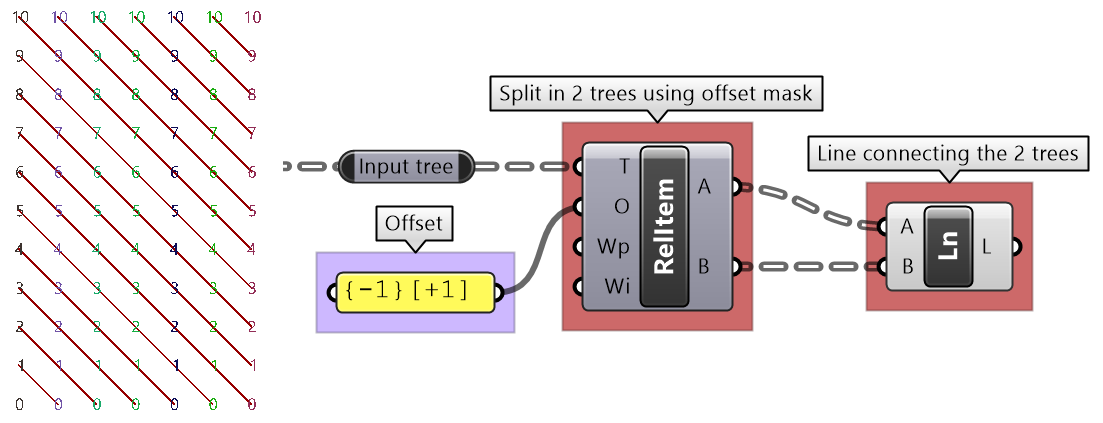 10 10 10 10 10 10 10
9 9 9 9 9 9 9
8 8 8 8 8 8 8
7 7 7 7 7 7 7
6 6 6 6 6 6 6
5 5 5 5 5 5 5
4 4 4 4 4 4 4
3 3 3 3 3 3 3
2 2 2 2 2 2 2
1 1 1 1 1 1 1
0 0 0 0 0 0 0
Split in 2 trees using offset mask
Input tree
Offset
{-1}[+1]
T
O
Wp
Wi
RelItem
A
B
Line connecting the 2 trees
A
B
Ln
L